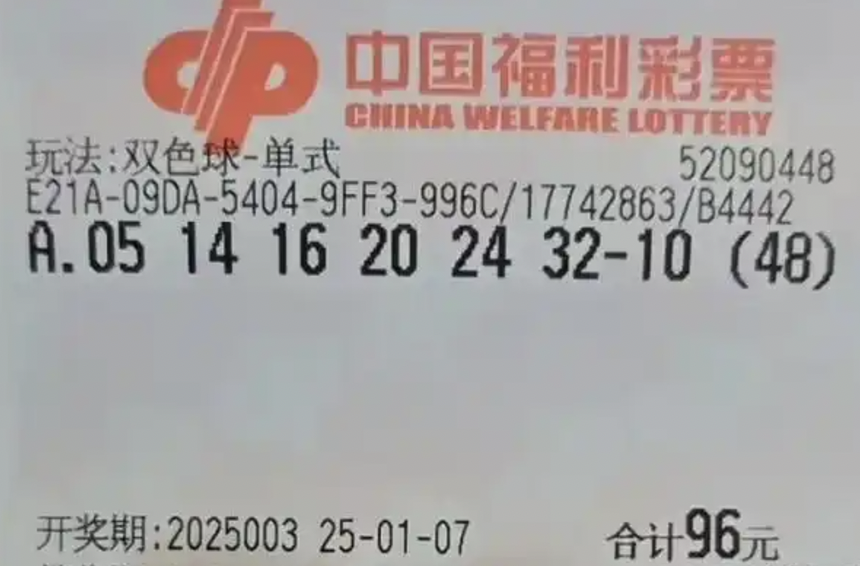 中国福利彩票
CHINA WELFARE LOTTERY
玩法:双色球-单式 52090448
E21A-09DA-5404-9FF3-996C/17742863/B4442
A.05 14 16 20 24 32-10 (48)
开奖期:2025003 25-01-07 合计96元